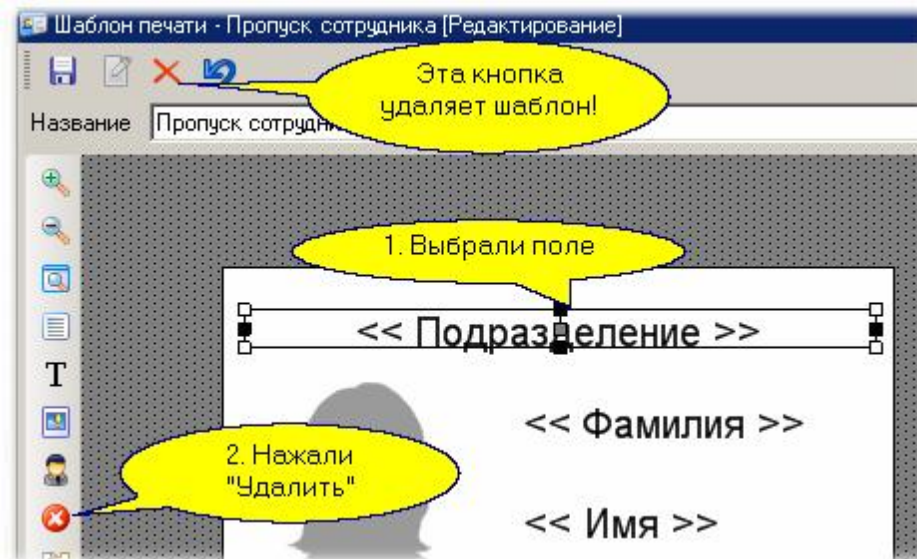 Шаблон печати - Пропуск сотрудника [Редактирование]
Эта кнопка
удаляет шаблон!
Название Пропуск
1. Выбрали поле
<< Подразделение >>
T
<< Фамилия >>
2. Нажали
"Удалить"
<< Имя >>